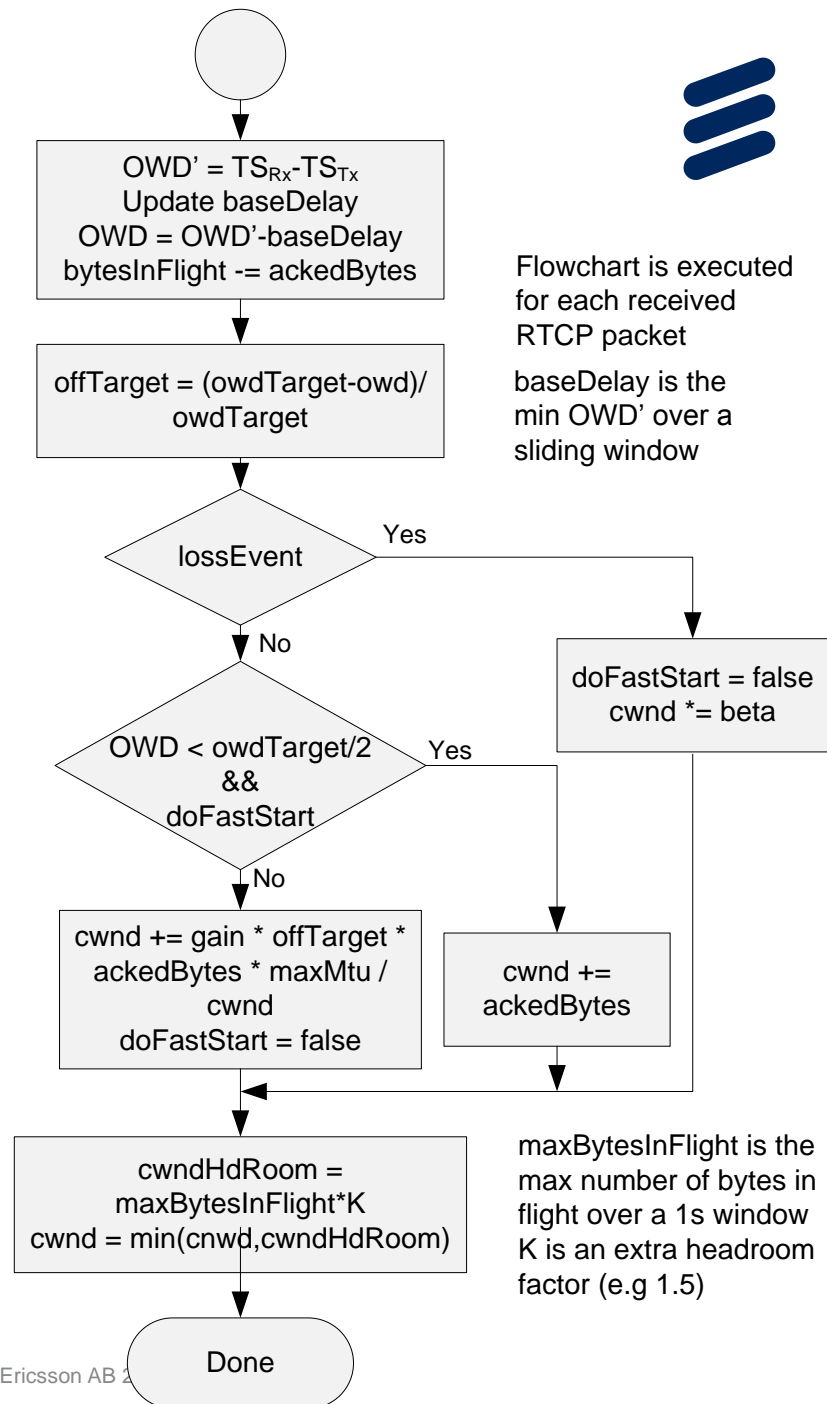 OWD’ = TSRx-TSTx
Update baseDelay
OWD = OWD’-baseDelay
bytesInFlight -= ackedBytes
Flowchart is executed
for each received
RTCP packet
baseDelay is the
min OWD’ over a
sliding window
offTarget = (owdTarget-owd)/
owdTarget
lossEvent
Yes
No
doFastStart = false
cwnd *= beta
OWD < owdTarget/2
&&
doFastStart
Yes
No
cwnd += gain * offTarget *
ackedBytes * maxMtu /
cwnd
doFastStart = false
cwnd +=
ackedBytes
cwndHdRoom =
maxBytesInFlight*K
cwnd = min(cnwd,cwndHdRoom)
maxBytesInFlight is the
max number of bytes in
flight over a 1s window
K is an extra headroom
factor (e.g 1.5)
Done
Ericsson AB